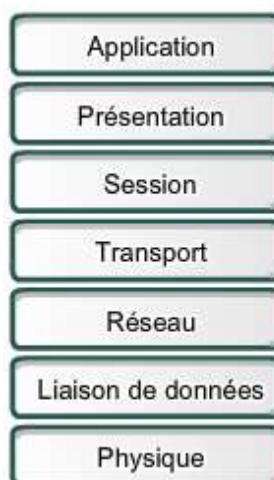 Application
Présentation
Session
Transport
Réseau
Liaison de données
Physique